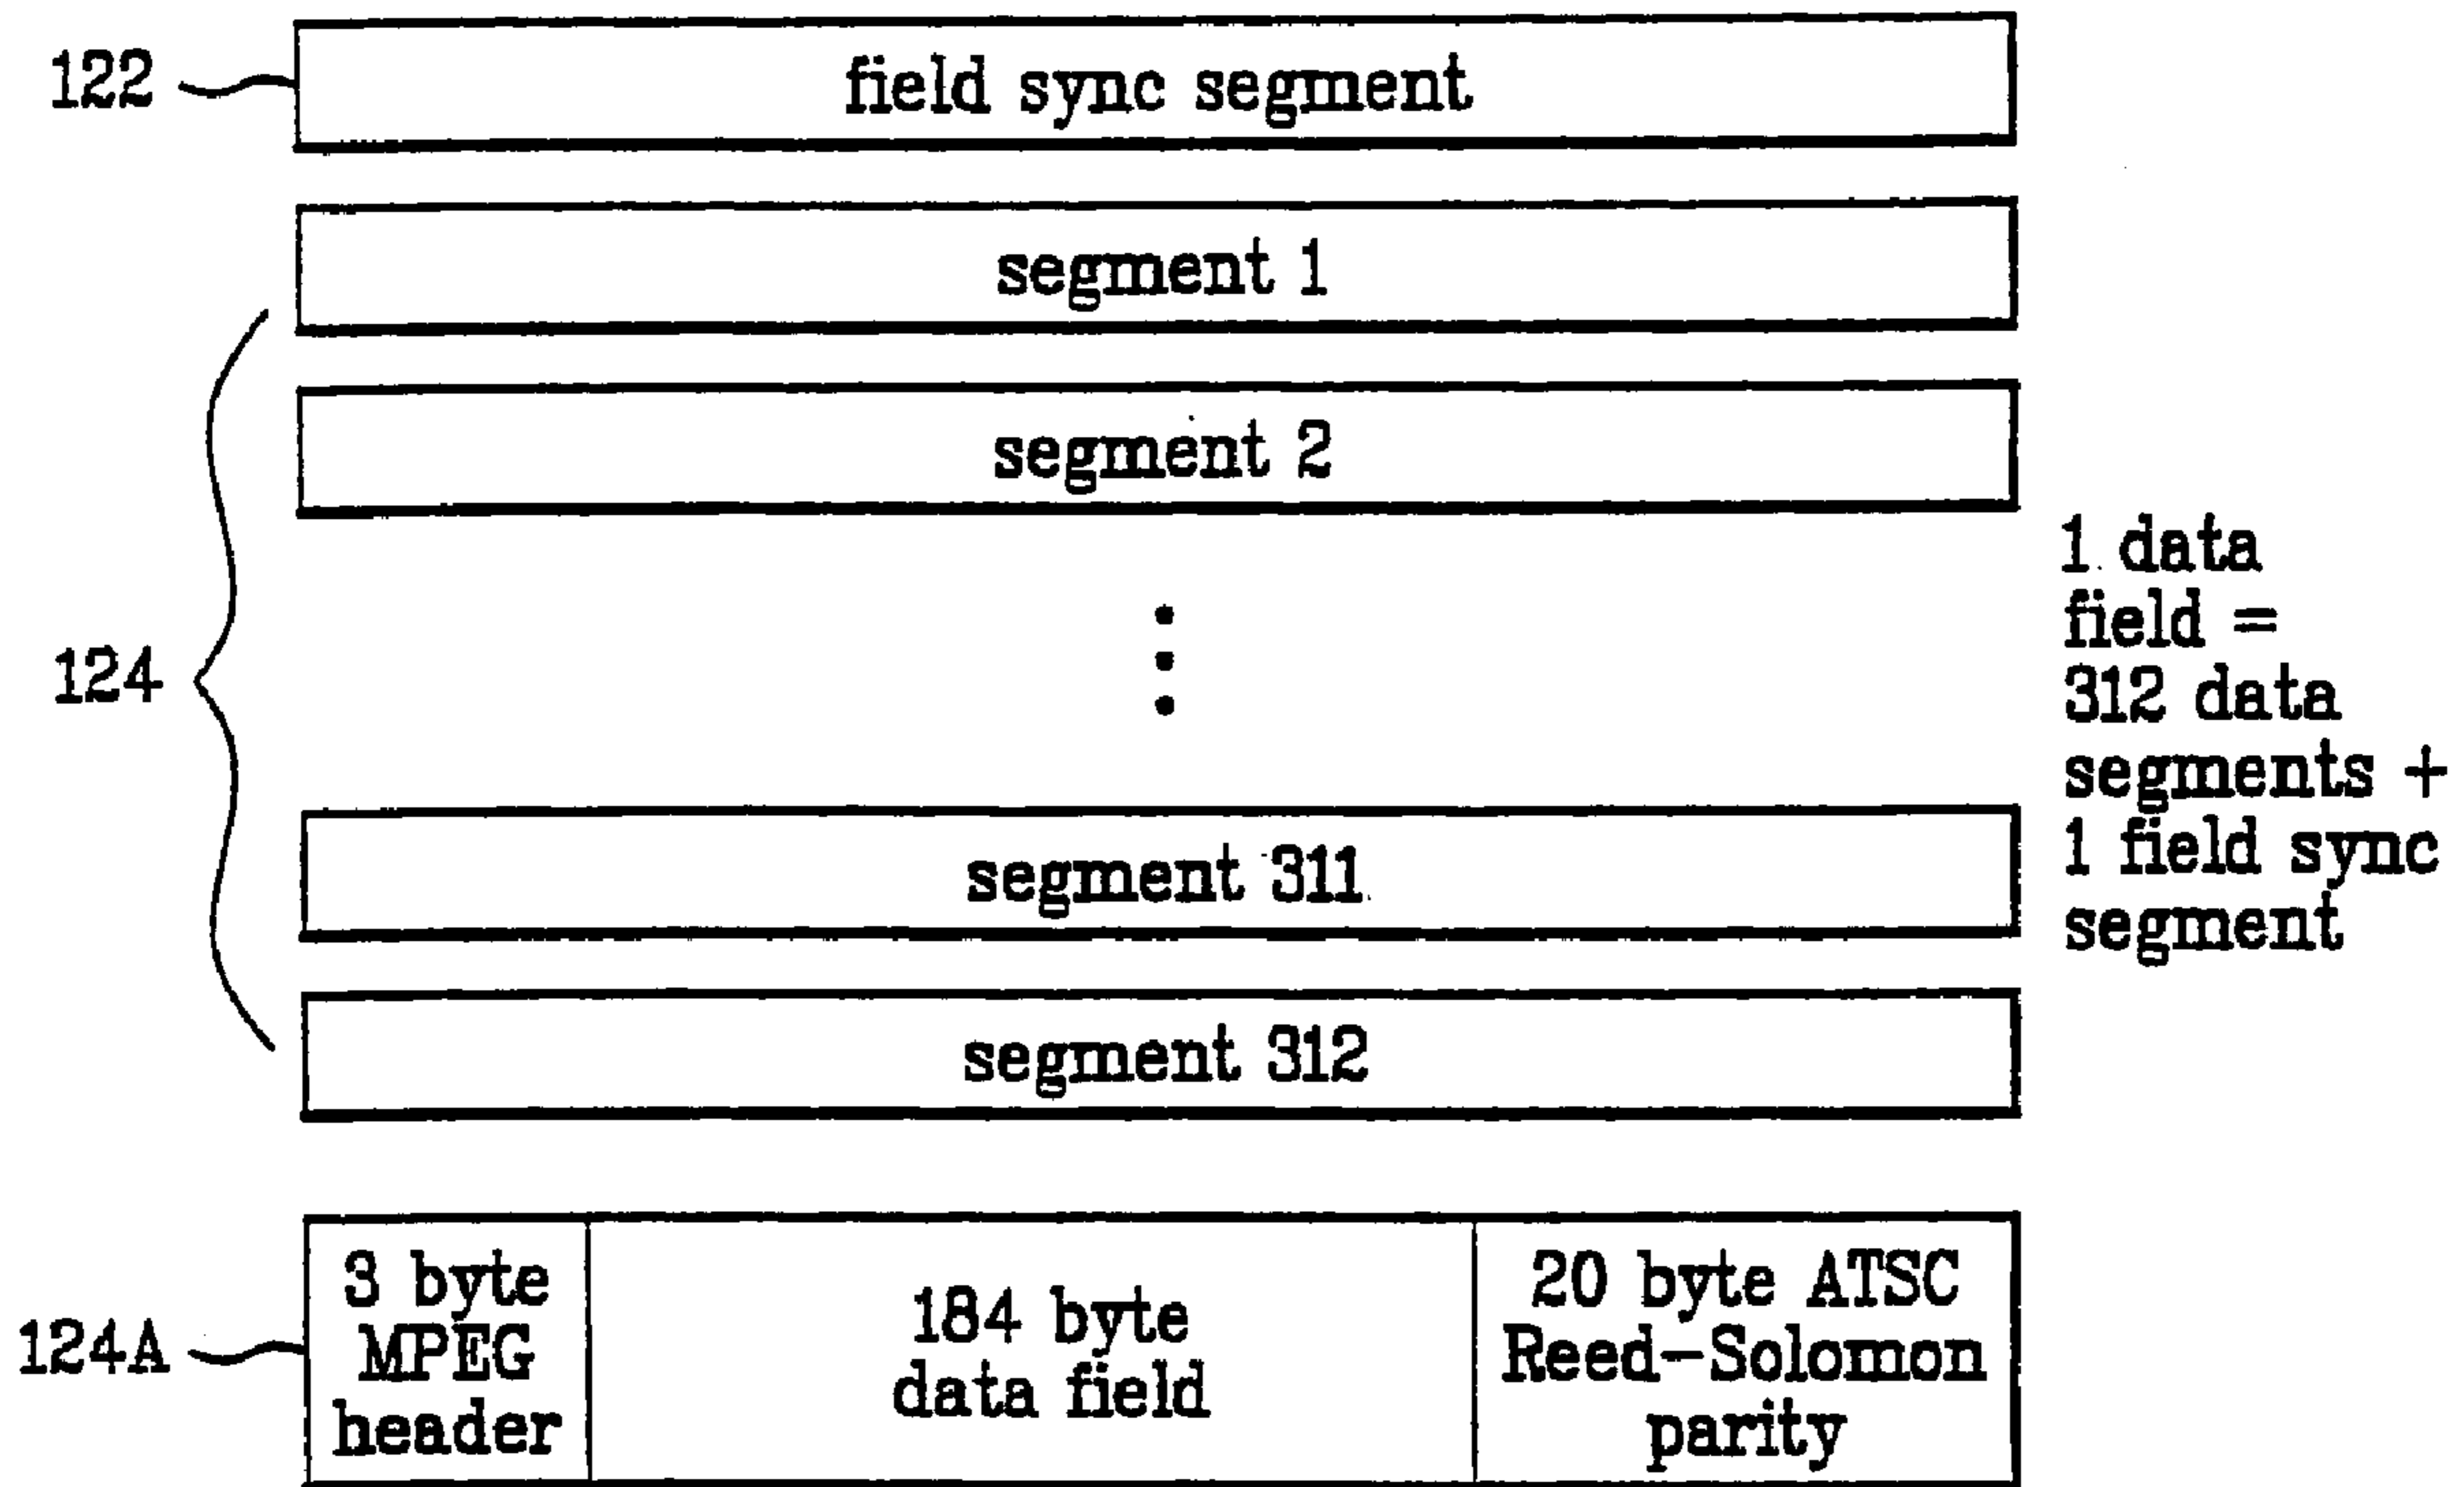 122
field sync segment
segment 1
segment 2
124
segment 311
segment 312
1 data
field =
312 data
segments +
1 field sync
segment
124A
3 byte
MPEG
header
184 byte
data field
20 byte ATSC
Reed-Solomon
parity